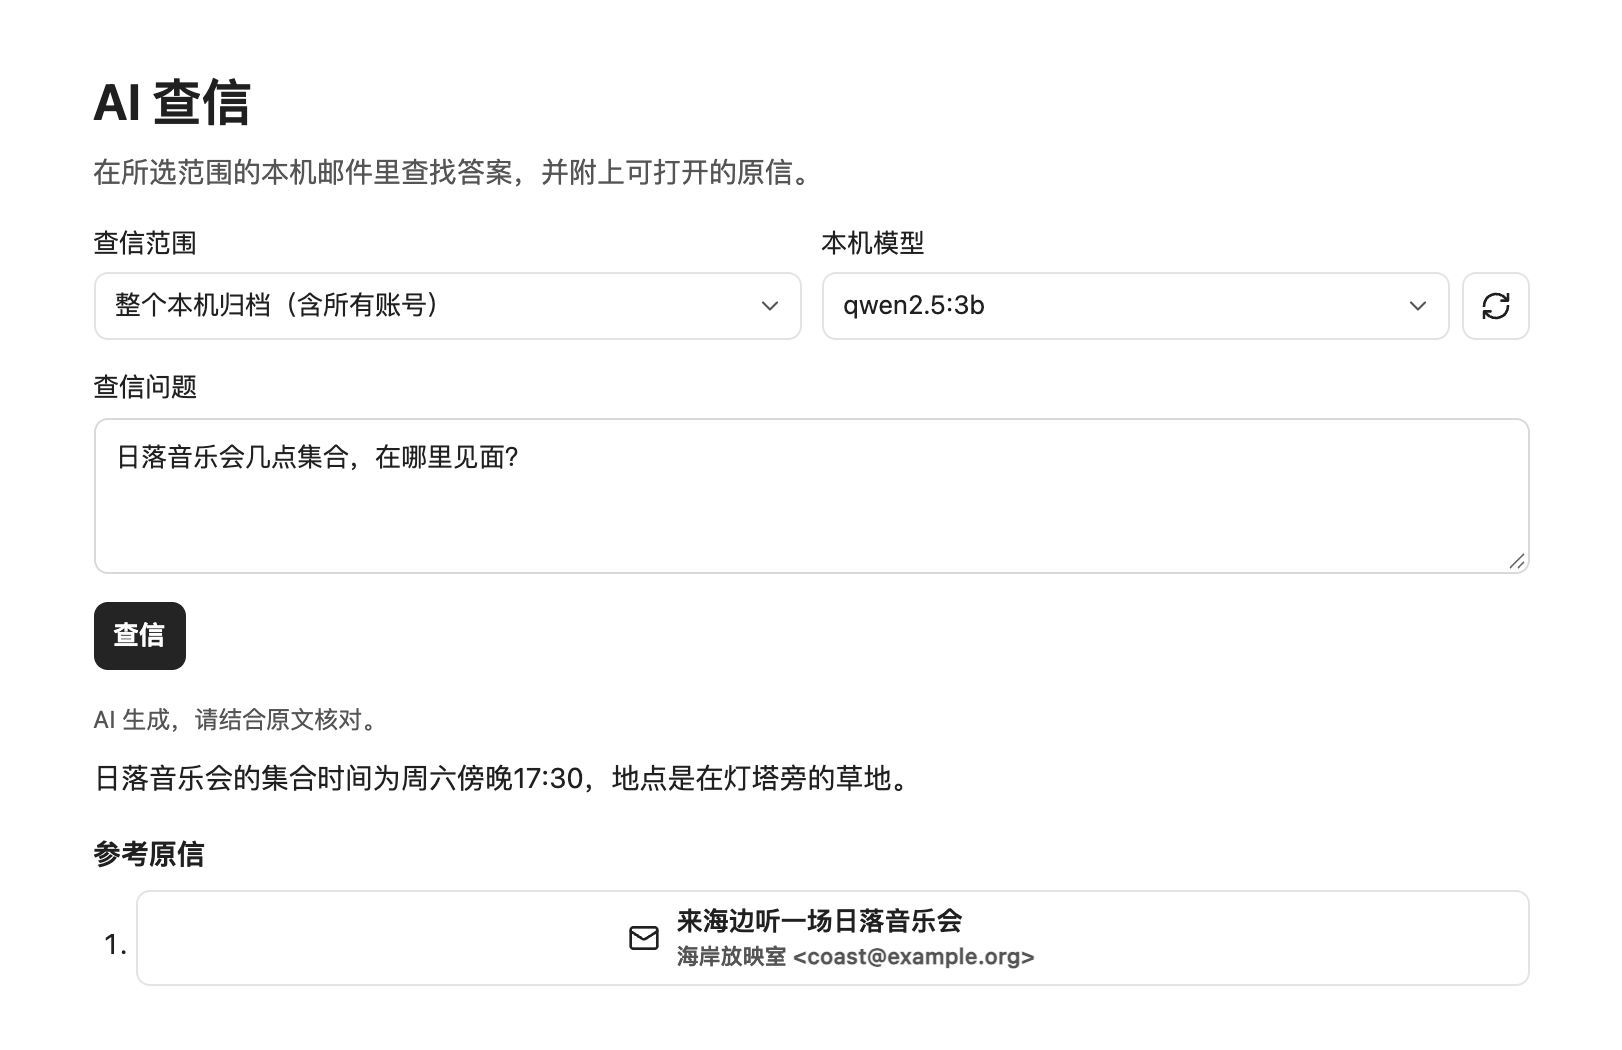 AI 查信
在所选范围的本机邮件里查找答案，并附上可打开的原信。
查信范围
本机模型
整个本机归档（含所有账号）
qwen2.5:3b
查信问题
日落音乐会几点集合，在哪里见面?
查信
AI 生成，请结合原文核对。
日落音乐会的集合时间为周六傍晚17:30，地点是在灯塔旁的草地。
参考原信
1.
来海边听一场日落音乐会
海岸放映室 <coast@example.org>